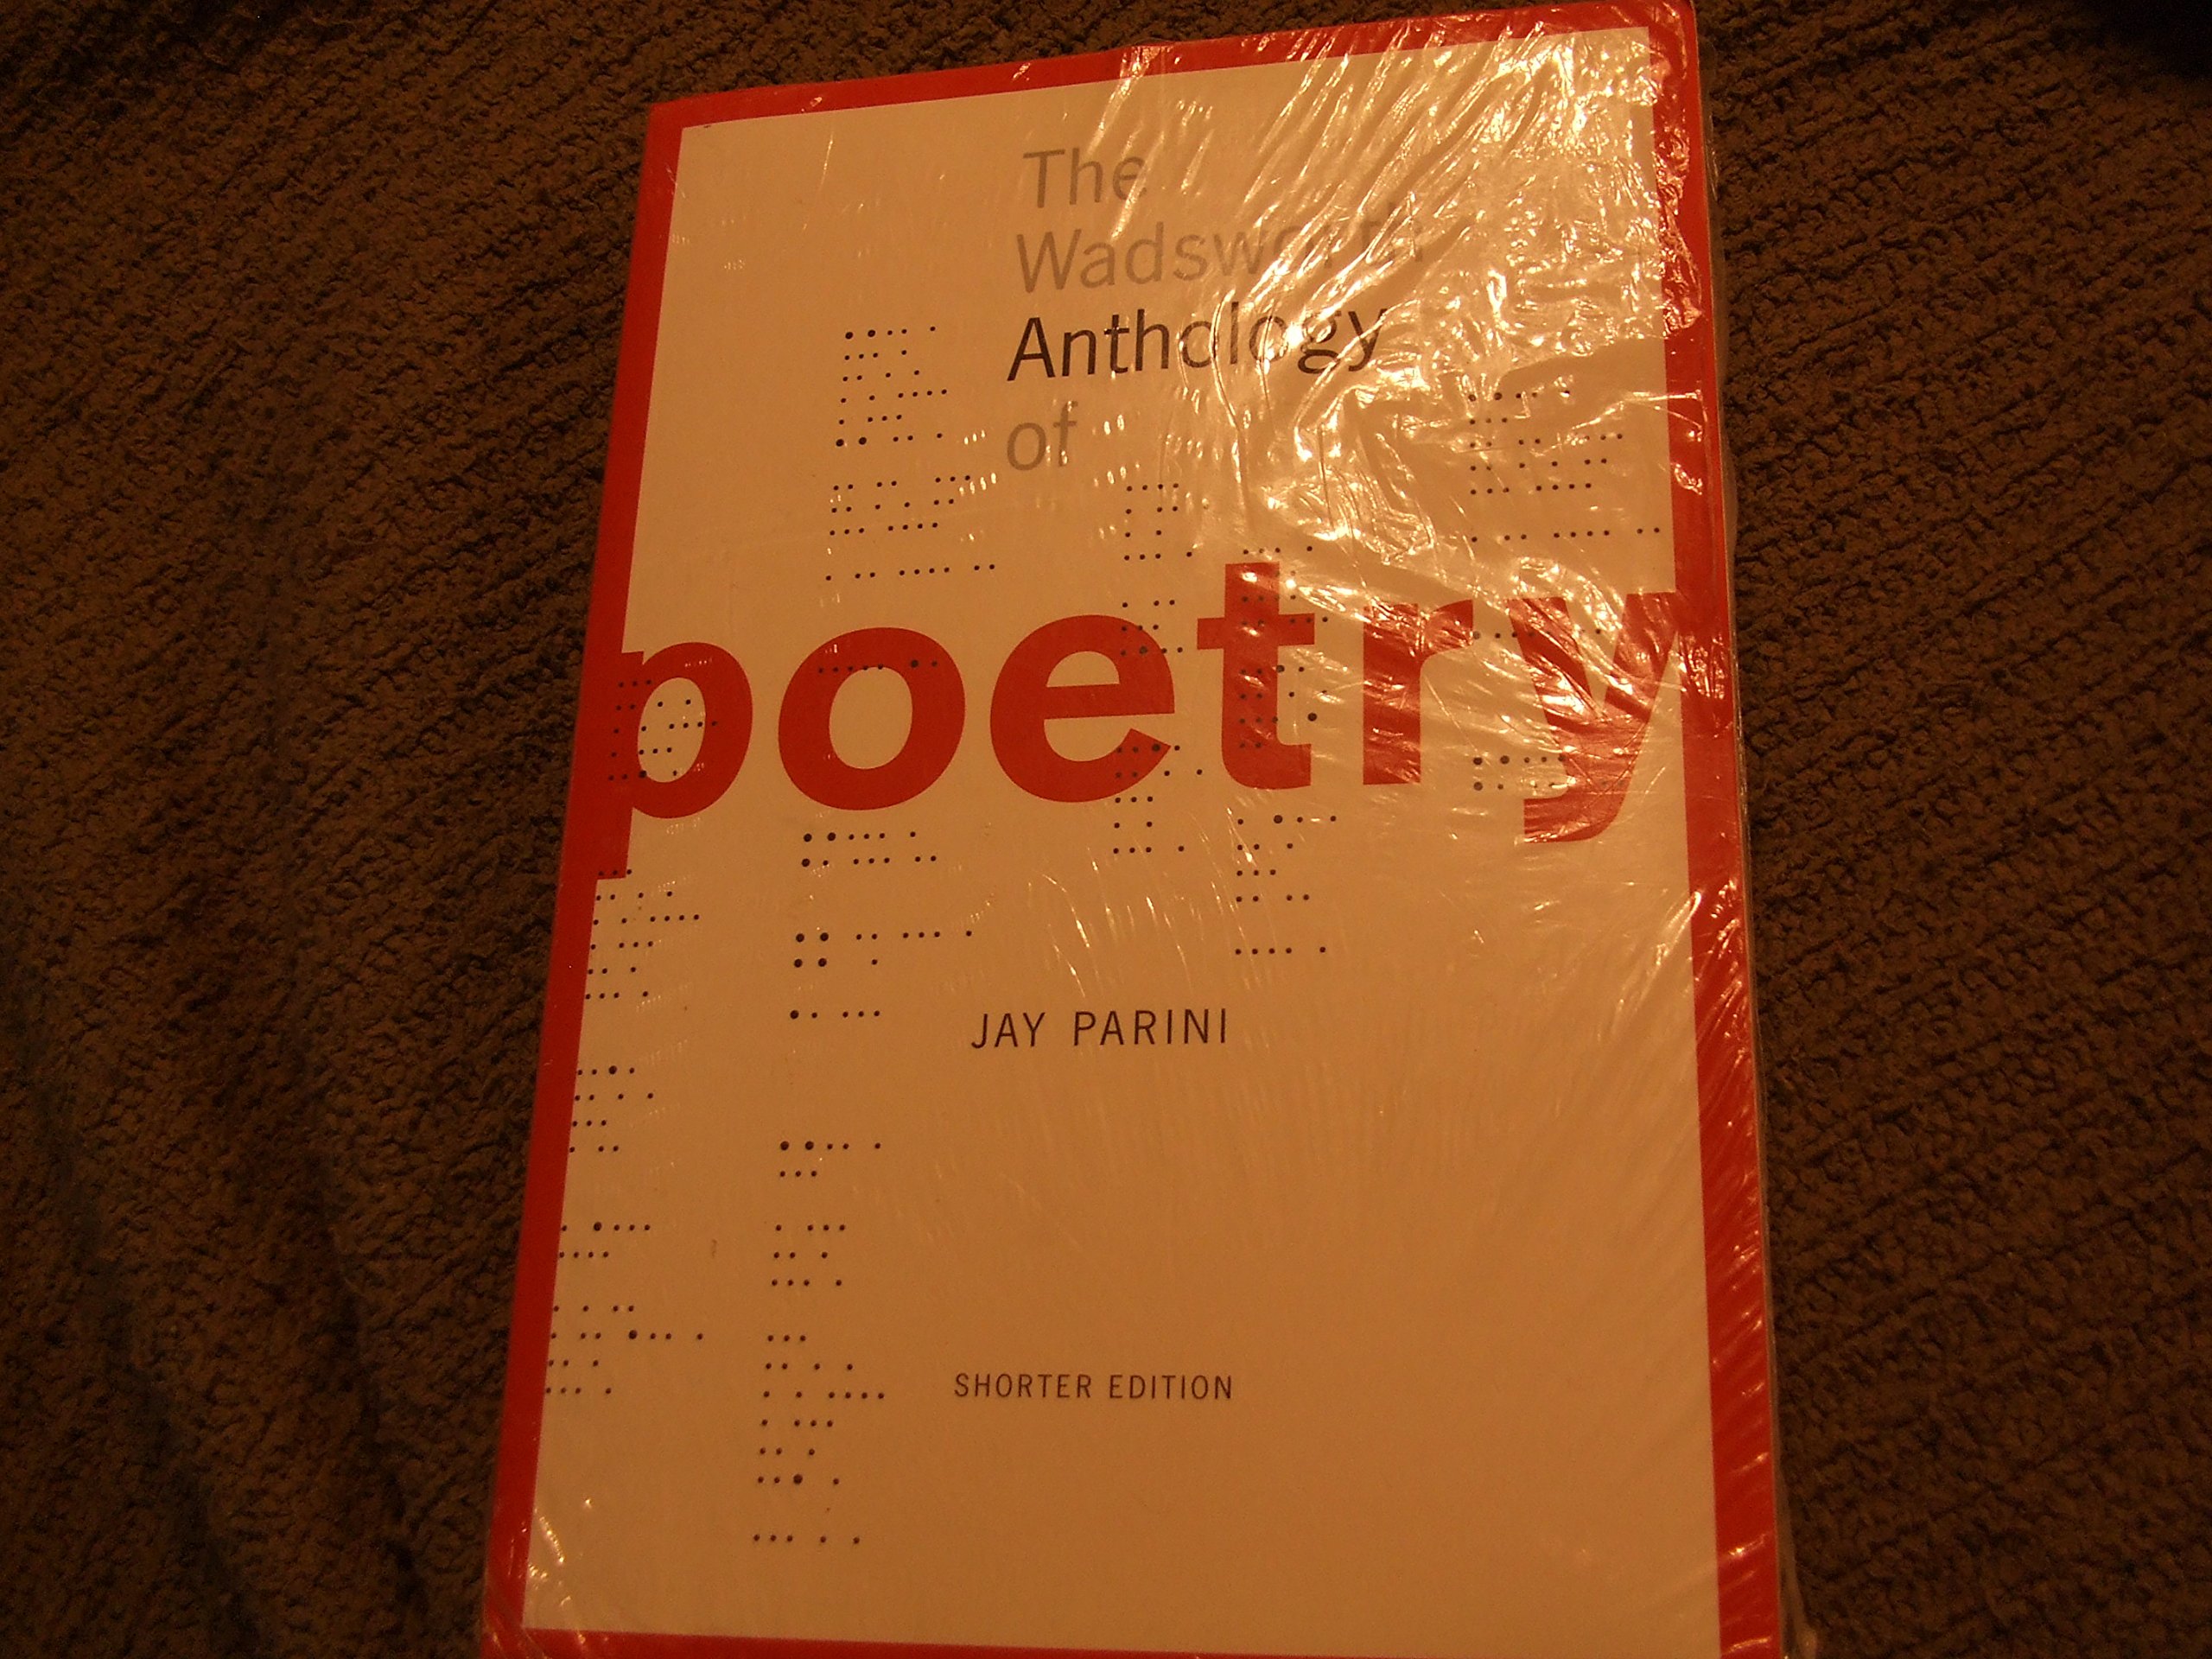 The
Wadsworth
Anthology
of
poetry
JAY PARINI
SHORTER EDITION